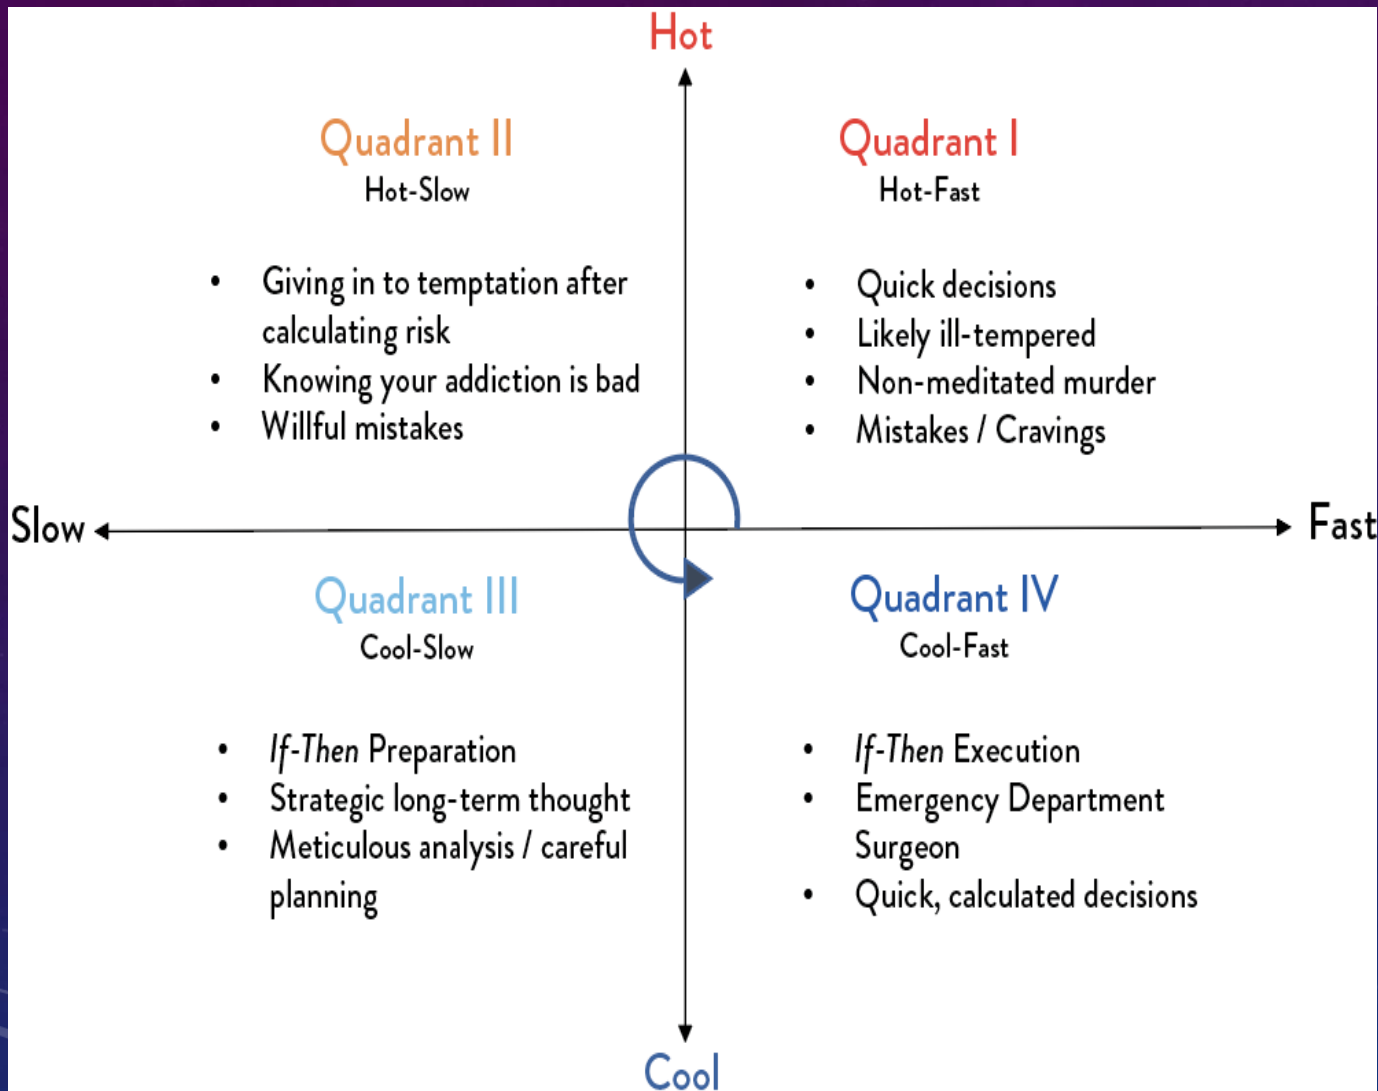 Hot
Quadrant II
Hot-Slow
• Giving in to temptation after
calculating risk
• Knowing your addiction is bad
• Willful mistakes
Quadrant I
Hot-Fast
• Quick decisions
• Likely ill-tempered
• Non-meditated murder
• Mistakes / Cravings
Slow
Fast
Quadrant III
Cool-Slow
• If-Then Preparation
• Strategic long-term thought
• Meticulous analysis / careful
planning
Quadrant IV
Cool-Fast
• If-Then Execution
• Emergency Department
Surgeon
• Quick, calculated decisions
Cool